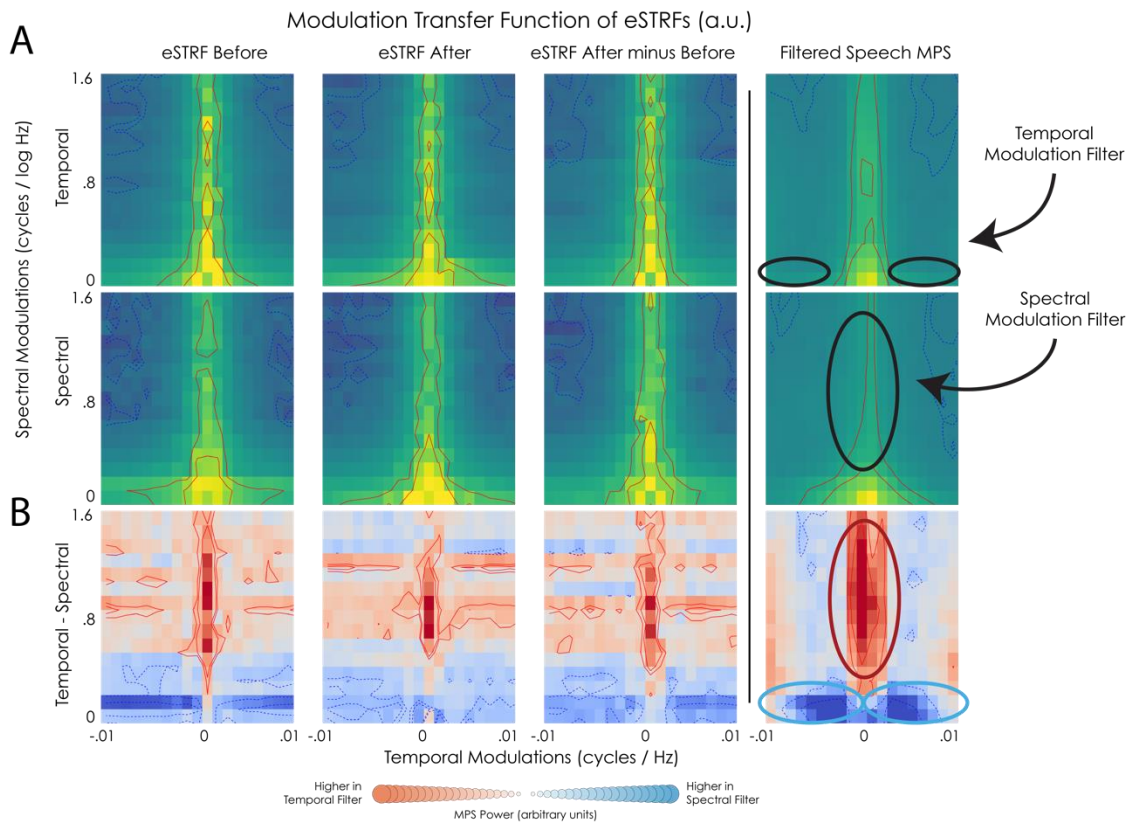 Modulation Transfer Function of eSTRFs (a.u.)
A
eSTRF Before
eSTRF After
eSTRF After minus Before
Filtered Speech MPS
Spectral Modulations (cycles / log Hz)
Temporal
1.6
.8
0
Temporal
Modulation Filter
Spectral
1.6
.8
0
Spectral
Modulation Filter
B
Temporal - Spectral
1.6
.8
0
-.01 0 .01
-.01 0 .01
-.01 0 .01
-.01 0 .01
Temporal Modulations (cycles / Hz)
Higher in
Temporal Filter
Higher in
Spectral Filter
MPS Power (arbitrary units)